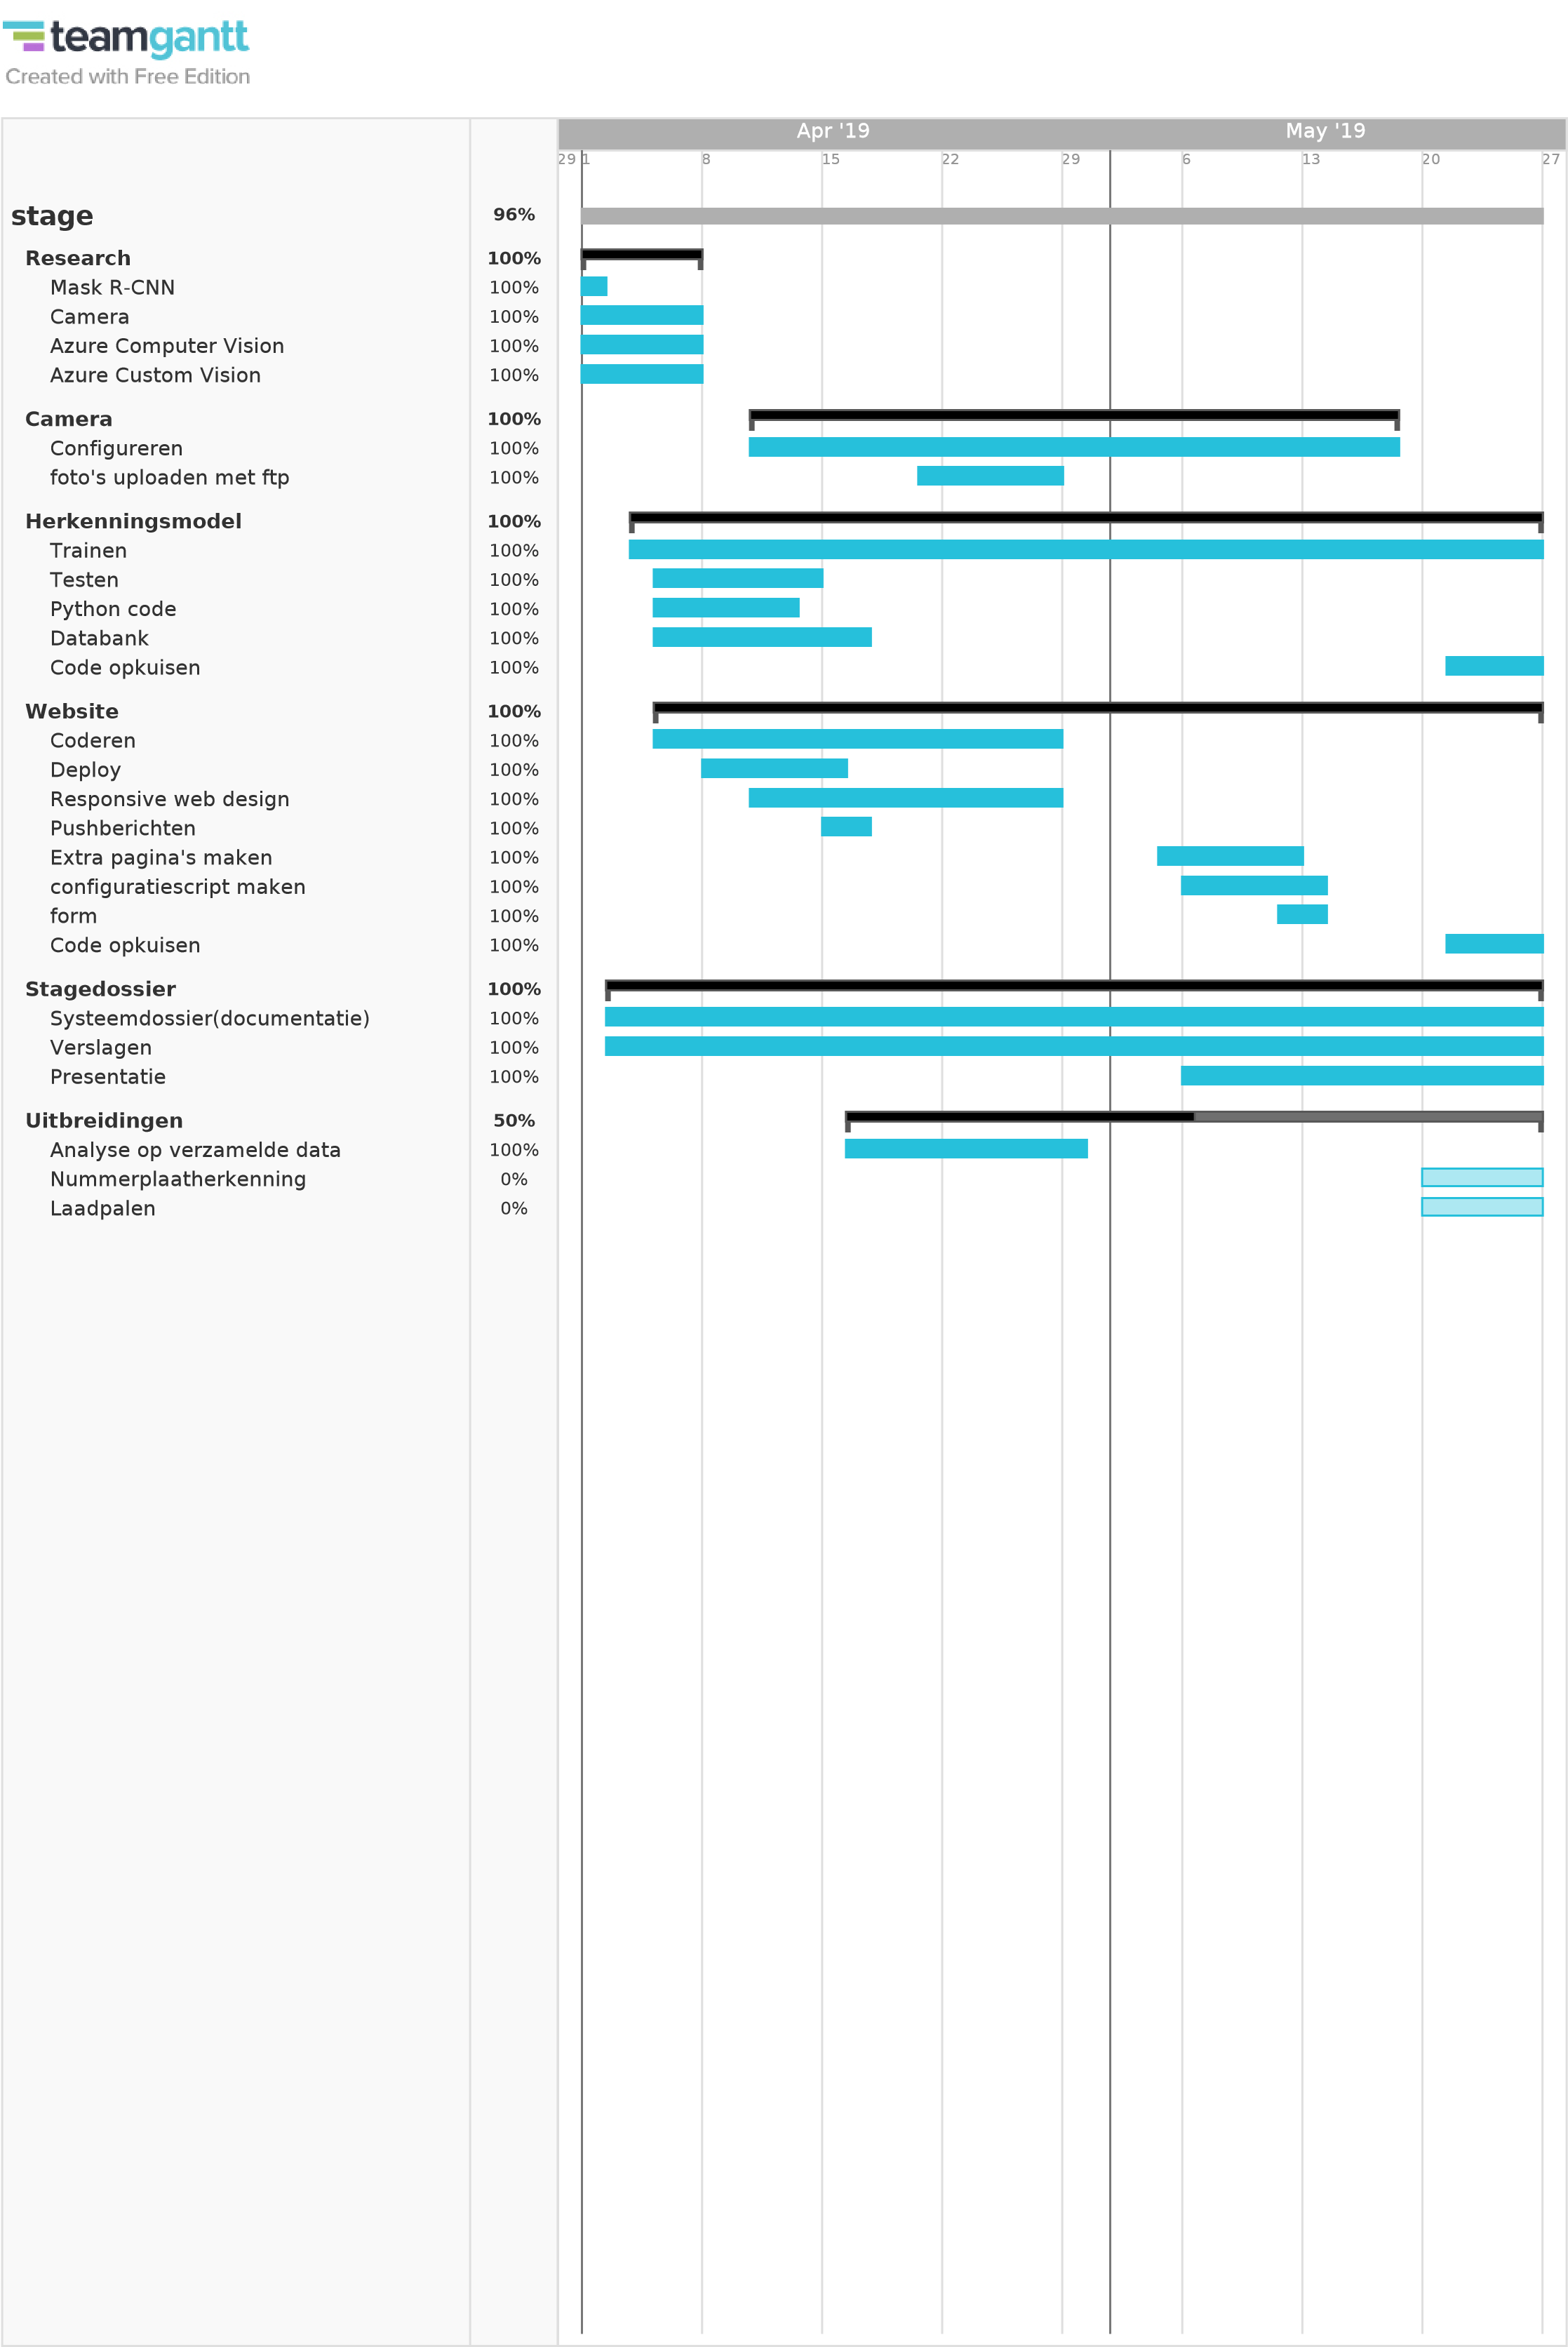 teamgantt
Created with Free Edition
Apr '19 May '19
29 1 8 15 22 29 6 13 20 27
stage 96%
Research 100%
Mask R-CNN 100%
Camera 100%
Azure Computer Vision 100%
Azure Custom Vision 100%
Camera 100%
Configureren 100%
foto's uploaden met ftp 100%
Herkenningsmodel 100%
Trainen 100%
Testen 100%
Python code 100%
Databank 100%
Code opkuisen 100%
Website 100%
Coderen 100%
Deploy 100%
Responsive web design 100%
Pushberichten 100%
Extra pagina's maken 100%
configuratiescript maken 100%
form 100%
Code opkuisen 100%
Stagedossier 100%
Systeemdossier(documentatie) 100%
Verslagen 100%
Presentatie 100%
Uitbreidingen 50%
Analyse op verzamelde data 100%
Nummerplaatherkenning 0%
Laadpalen 0%